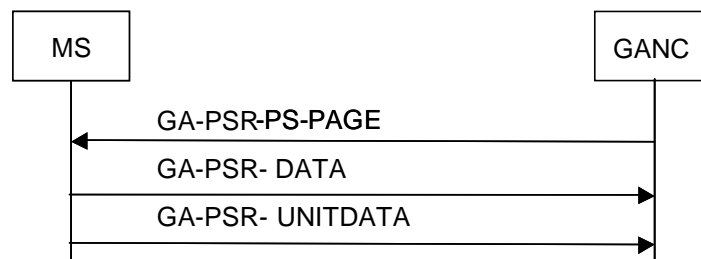 MS
GANC
GA-PSR-PS-PAGE
GA-PSR- DATA
GA-PSR- UNITDATA